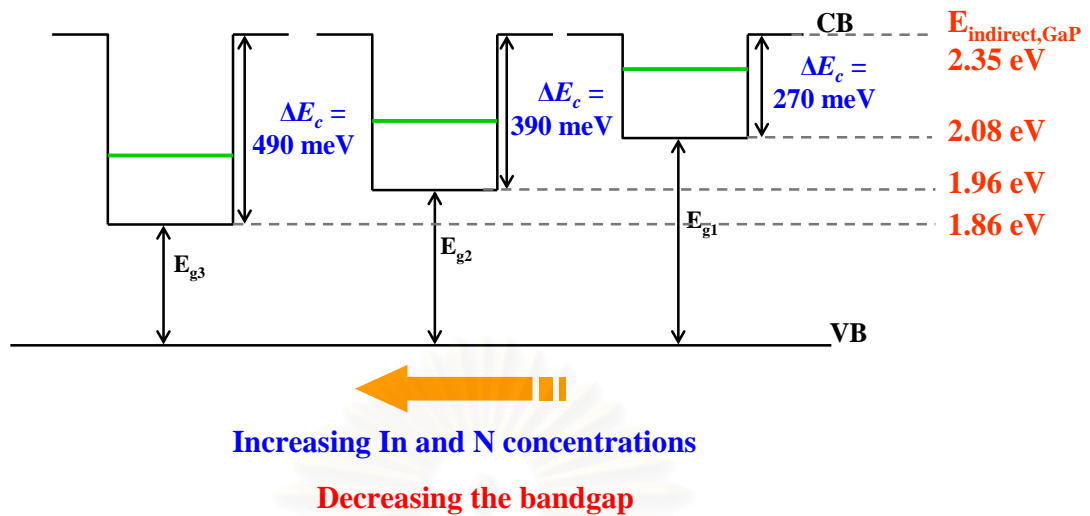 CB
E_indirect,GaP
2.35 eV
ΔE_c =
490 meV
ΔE_c =
390 meV
ΔE_c =
270 meV
2.08 eV
1.96 eV
1.86 eV
E_g3
E_g2
E_g1
VB
Increasing In and N concentrations
Decreasing the bandgap